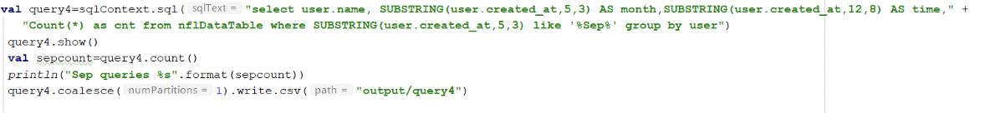 val query4=sqlContext.sql( sqlText = "select user.name, SUBSTRING(user.created_at,5,3) AS month,SUBSTRING(user.created_at,12,8) AS time," +
"Count(*) as cnt from nflDataTable where SUBSTRING(user.created_at,5,3) like '%Sep%' group by user")
query4.show()
val sepcount=query4.count()
println("Sep queries %s".format(sepcount))
query4.coalesce( numPartitions = 1).write.csv( path = "output/query4")